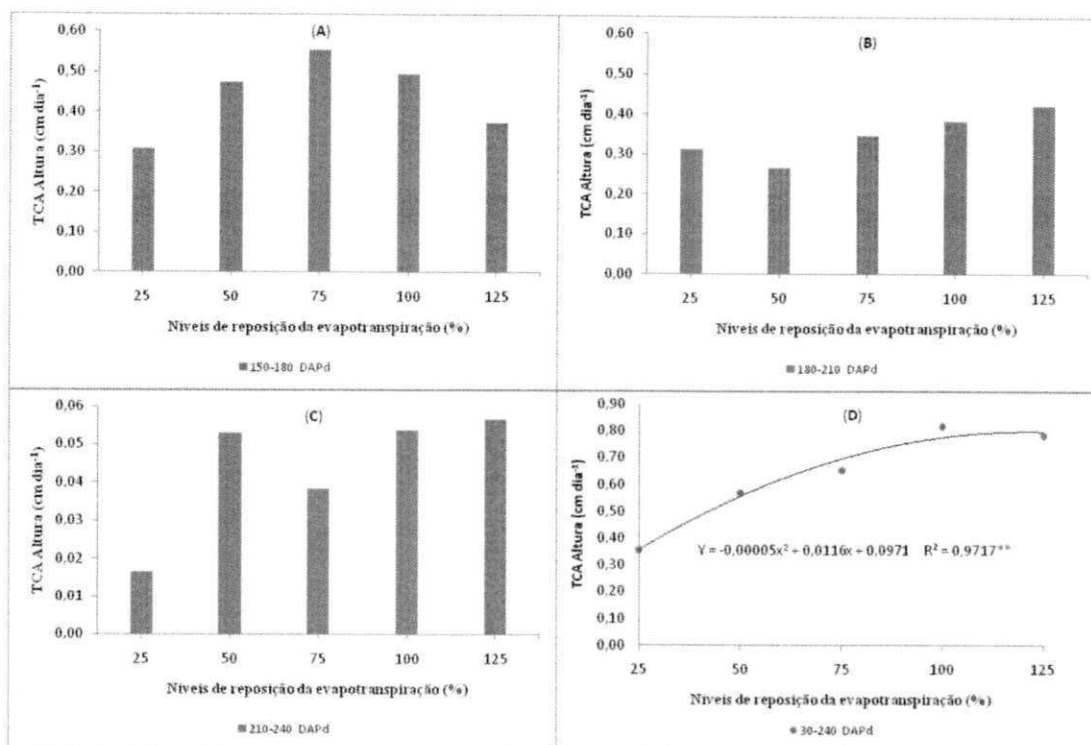 (A)
TCA Altura (cm dia⁻¹)
0,60
0,50
0,40
0,30
0,20
0,10
0,00
25 50 75 100 125
Níveis de reposição da evapotranspiração (%)
150-180 DAPd
(B)
TCA Altura (cm dia⁻¹)
0,60
0,50
0,40
0,30
0,20
0,10
0,00
25 50 75 100 125
Níveis de reposição da evapotranspiração (%)
180-210 DAPd
(C)
TCA Altura (cm dia⁻¹)
0,06
0,05
0,04
0,03
0,02
0,01
0,00
25 50 75 100 125
Níveis de reposição da evapotranspiração (%)
210-240 DAPd
(D)
TCA Altura (cm dia⁻¹)
0,90
0,80
0,70
0,60
0,50
0,40
0,30
0,20
0,10
0,00
Y = -0,00005x² + 0,0116x + 0,0971 R² = 0,9717**
25 50 75 100 125
Níveis de reposição da evapotranspiração (%)
30-240 DAPd